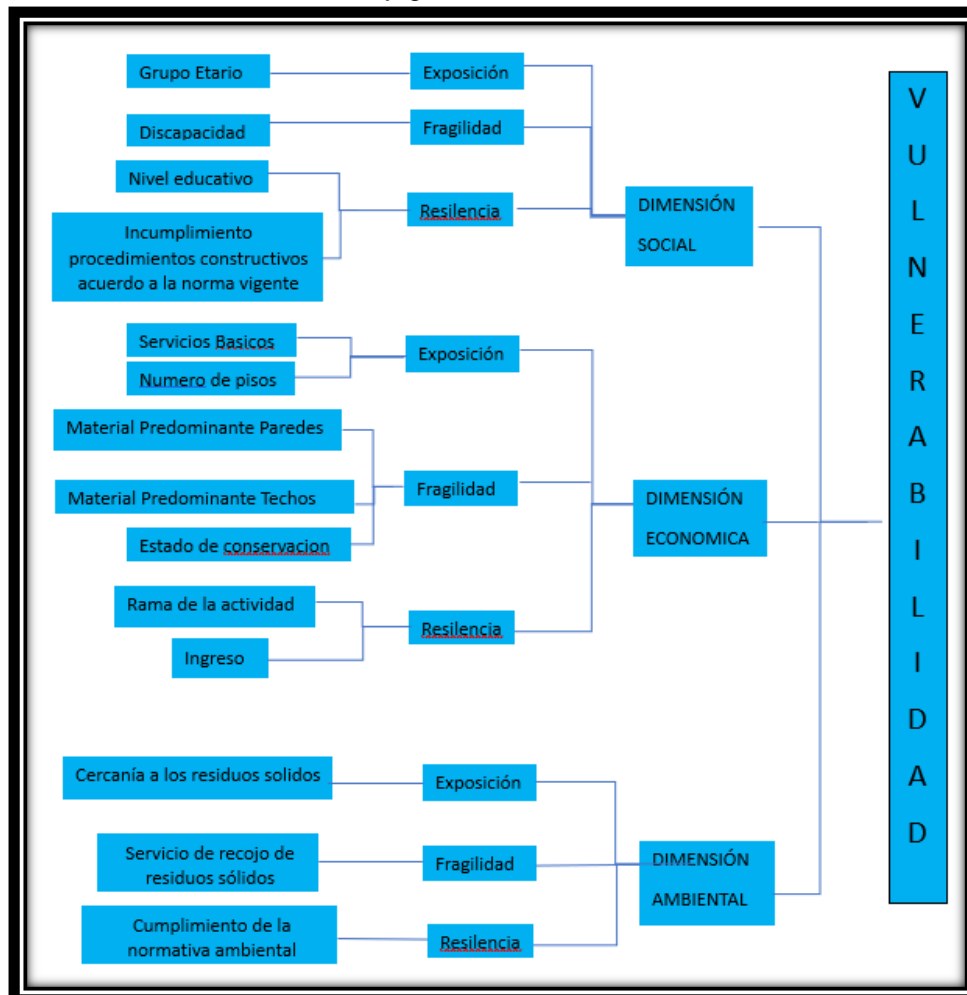 Grupo Etario
Exposición
Discapacidad
Fragilidad
Nivel educativo
Resilencia
Incumplimiento
procedimientos constructivos
acuerdo a la norma vigente
DIMENSIÓN
SOCIAL
Servicios Basicos
Numero de pisos
Exposición
Material Predominante Paredes
Material Predominante Techos
Estado de conservacion
Fragilidad
DIMENSIÓN
ECONOMICA
Rama de la actividad
Ingreso
Resilencia
Cercanía a los residuos solidos
Exposición
Servicio de recojo de
residuos sólidos
Fragilidad
Cumplimiento de la
normativa ambiental
Resilencia
DIMENSIÓN
AMBIENTAL
V
U
L
N
E
R
A
B
I
L
I
D
A
D